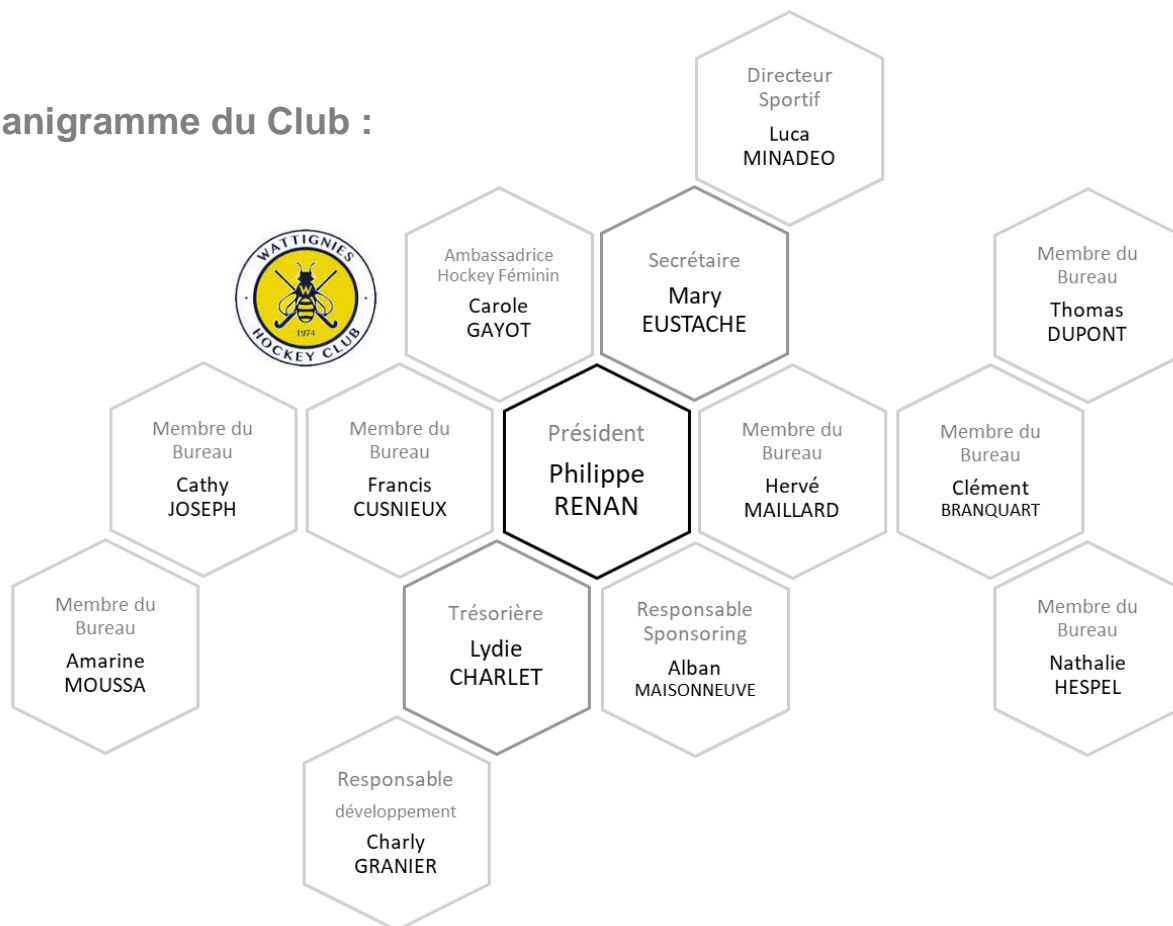 anigramme du Club :
Directeur
Sportif
Luca
MINADEO
WATTIGNIES
W
1974
HOCKEY CLUB
Ambassadrice
Hockey Féminin
Carole
GAYOT
Secrétaire
Mary
EUSTACHE
Membre du
Bureau
Thomas
DUPONT
Membre du
Bureau
Cathy
JOSEPH
Membre du
Bureau
Francis
CUSNIEUX
Président
Philippe
RENAN
Membre du
Bureau
Hervé
MAILLARD
Membre du
Bureau
Clément
BRANQUART
Membre du
Bureau
Amarine
MOUSSA
Trésorière
Lydie
CHARLET
Responsable
Sponsoring
Alban
MAISONNEUVE
Membre du
Bureau
Nathalie
HESPEL
Responsable
développement
Charly
GRANIER